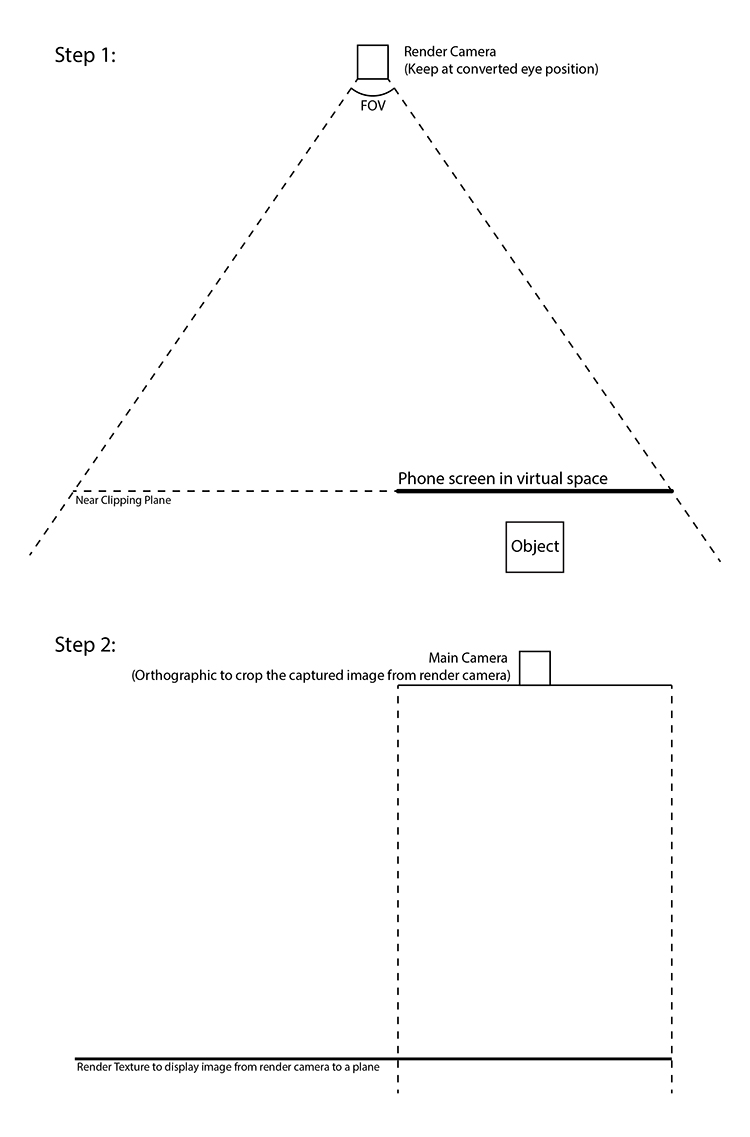 Step 1:
Render Camera
(Keep at converted eye position)
FOV
Phone screen in virtual space
Near Clipping Plane
Object
Step 2:
Main Camera
(Orthographic to crop the captured image from render camera)
Render Texture to display image from render camera to a plane